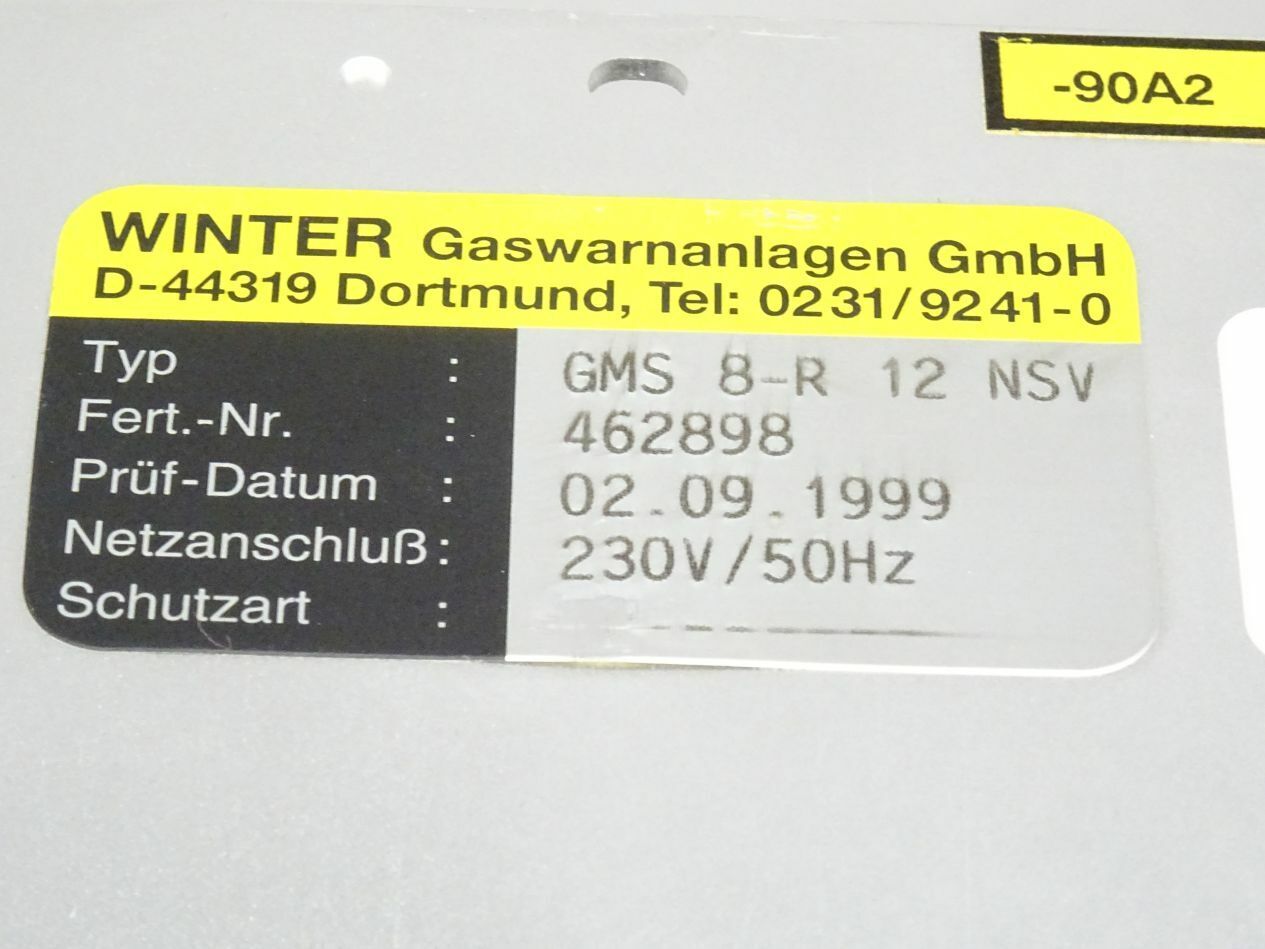 -90A2
WINTER Gaswarnanlagen GmbH
D-44319 Dortmund, Tel: 0231/9241-0
Typ : GMS 8-R 12 NSV
Fert.-Nr. : 462898
Prüf-Datum : 02.09.1999
Netzanschluß: 230V/50Hz
Schutzart :